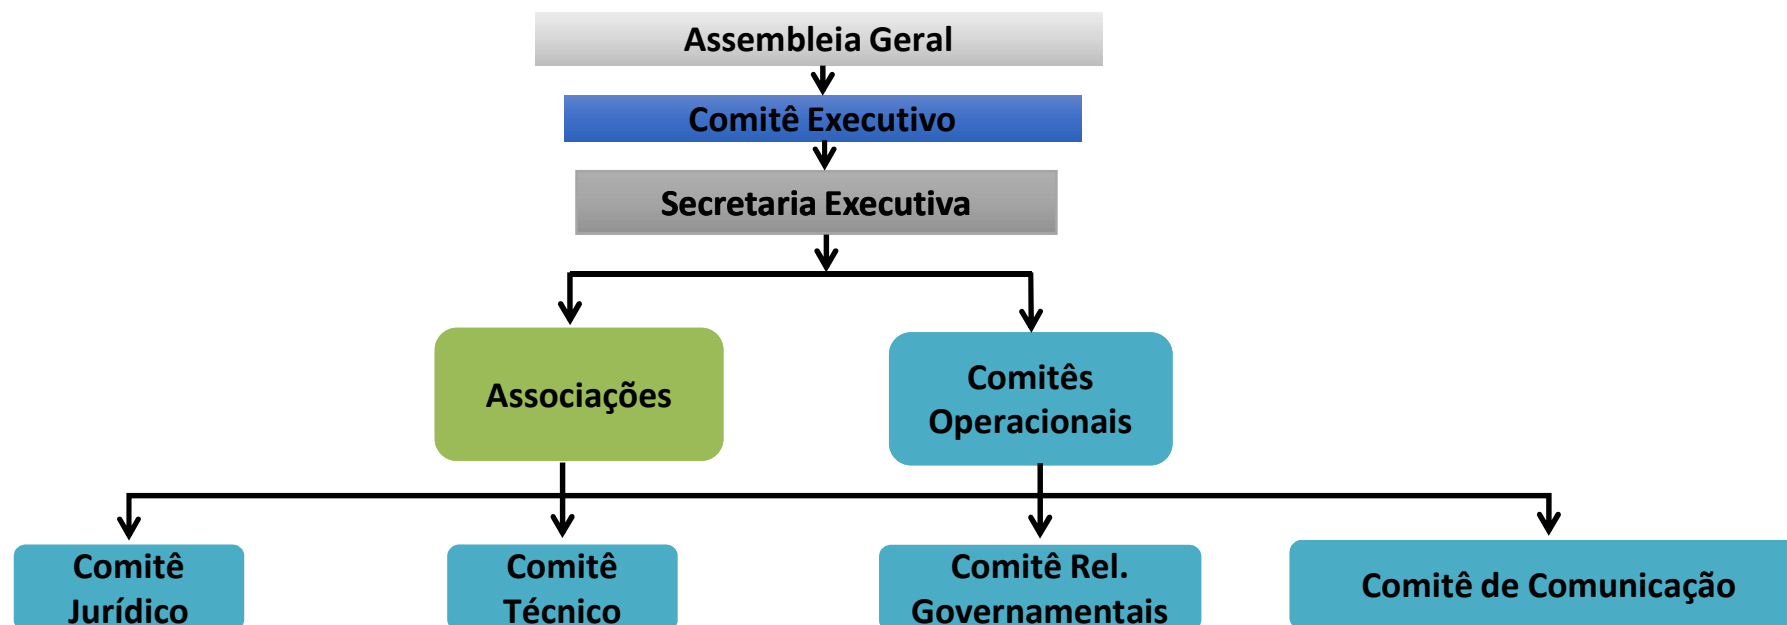 Assembleia Geral
Comitê Executivo
Secretaria Executiva
Associações
Comitês
Operacionais
Comitê
Jurídico
Comitê
Técnico
Comitê Rel.
Governamentais
Comitê de Comunicação